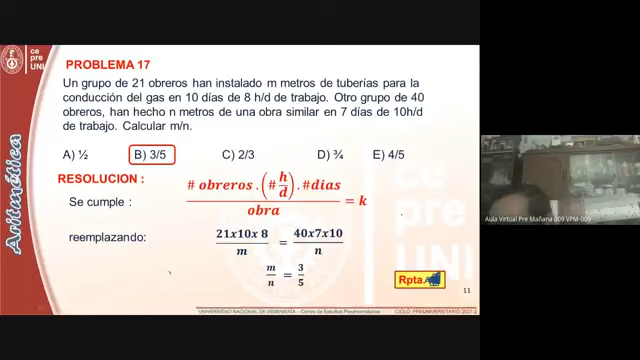 ce
pre
UNI
PROBLEMA 17
Un grupo de 21 obreros han instalado m metros de tuberías para la
conducción del gas en 10 días de 8 h/d de trabajo. Otro grupo de 40
obreros, han hecho n metros de una obra similar en 7 días de 10h/d
de trabajo. Calcular m/n.
A) ½ B) 3/5 C) 2/3 D) ¾ E) 4/5
RESOLUCION :
Se cumple :
# obreros . (# h/d) . #dias / obra = k
reemplazando:
21x10x 8 / m = 40x7x10 / n
m/n = 3/5
Rpta.
11
UNIVERSIDAD NACIONAL DE INGENIERÍA - Centro de Estudios Preuniversitarios
CICLO PREUNIVERSITARIO 2021-2
Aritmética
Aula Virtual Pre Mañana 009 VPM-009